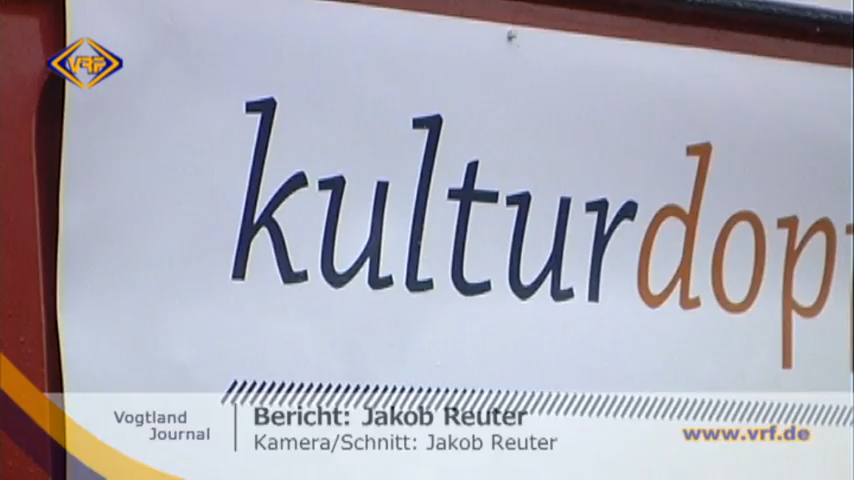 VRF
kulturdop
Vogtland
Journal
Bericht: Jakob Reuter
Kamera/Schnitt: Jakob Reuter
www.vrf.de